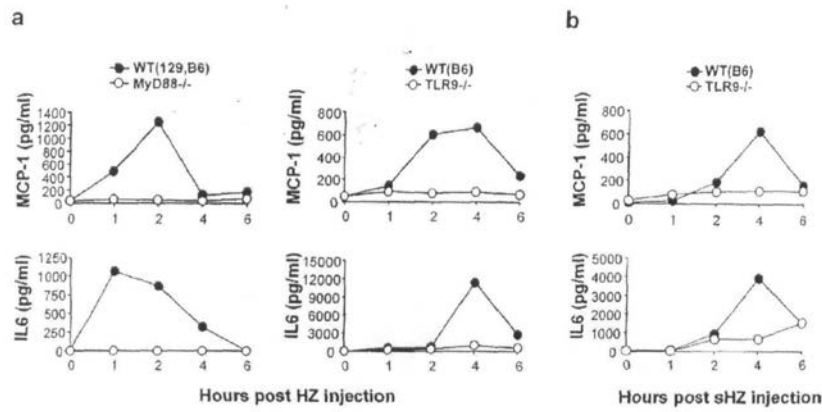 a
b
WT(129,B6)
MyD88-/-
WT(B6)
TLR9-/-
WT(B6)
TLR9-/-
MCP-1 (pg/ml)
1400
1200
1000
800
600
400
200
0
0 1 2 4 6
MCP-1 (pg/ml)
800
600
400
200
0
0 1 2 4 6
MCP-1 (pg/ml)
800
600
400
200
0
0 1 2 4 6
IL6 (pg/ml)
1250
1000
750
500
250
0
0 1 2 4 6
IL6 (pg/ml)
15000
12000
9000
6000
3000
0
0 1 2 4 6
IL6 (pg/ml)
5000
4000
3000
2000
1000
0
0 1 2 4 6
Hours post HZ injection
Hours post sHZ injection